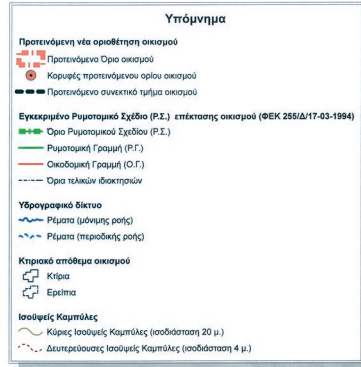 Υπόμνημα
Προτεινόμενη νέα οριοθέτηση οικισμού
Προτεινόμενο Όριο οικισμού
Κορυφές προτεινόμενου ορίου οικισμού
Προτεινόμενο συνεκτικό τμήμα οικισμού
Εγκεκριμένο Ρυμοτομικό Σχέδιο (Ρ.Σ.) επέκτασης οικισμού (ΦΕΚ 255/Δ/17-03-1994)
Όριο Ρυμοτομικού Σχεδίου (Ρ.Σ.)
Ρυμοτομική Γραμμή (Ρ.Γ.)
Οικοδομική Γραμμή (Ο.Γ.)
Όρια τελικών ιδιοκτησιών
Υδρογραφικό δίκτυο
Ρέματα (μόνιμης ροής)
Ρέματα (περιοδικής ροής)
Κτιριακό απόθεμα οικισμού
Κτίρια
Ερείπια
Ισοϋψείς Καμπύλες
Κύριες Ισοϋψείς Καμπύλες (ισοδιάσταση 20 μ.)
Δευτερεύουσες Ισοϋψείς Καμπύλες (ισοδιάσταση 4 μ.)